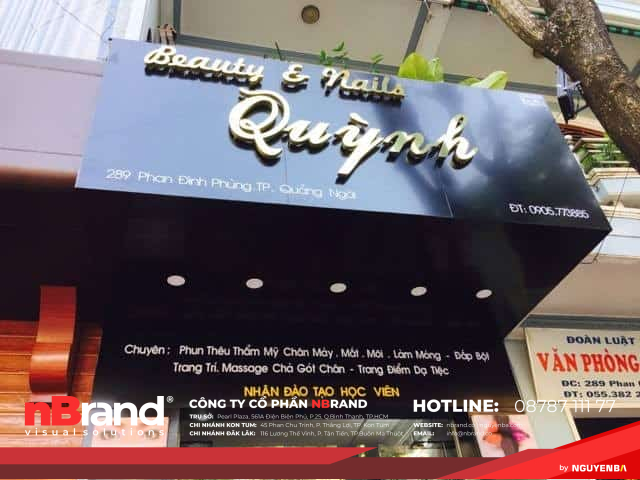 Beauty & Nails
Quỳnh
289 Phan Đình Phùng.TP. Quảng Ngãi
ĐT: 0905.773885
Chuyên : Phun Thêu Thẩm Mỹ Chân Mày . Mắt . Môi . Làm Móng - Đắp Bột
Trang Trí. Massage Chà Gót Chân - Trang Điểm Dạ Tiệc
NHẬN ĐÀO TẠO HỌC VIÊN
ĐOÀN LUẬT
VĂN PHÒNG
ĐC: 289 Phan
ĐT: 055.382
nBrand®
visual solutions
CÔNG TY CỔ PHẦN NBRAND
TRỤ SỞ: Pearl Plaza, 561A Điện Biên Phủ, P.25, Q.Bình Thạnh, TP.HCM
CHI NHÁNH KON TUM: 45 Phan Chu Trinh, P. Thắng Lợi, TP. Kon Tum
CHI NHÁNH ĐĂK LĂK: 116 Lương Thế Vinh, P. Tân Tiến, TP.Buôn Ma Thuột
HOTLINE: 08787 111 77
WEBSITE:
EMAIL:
by NGUYENBA